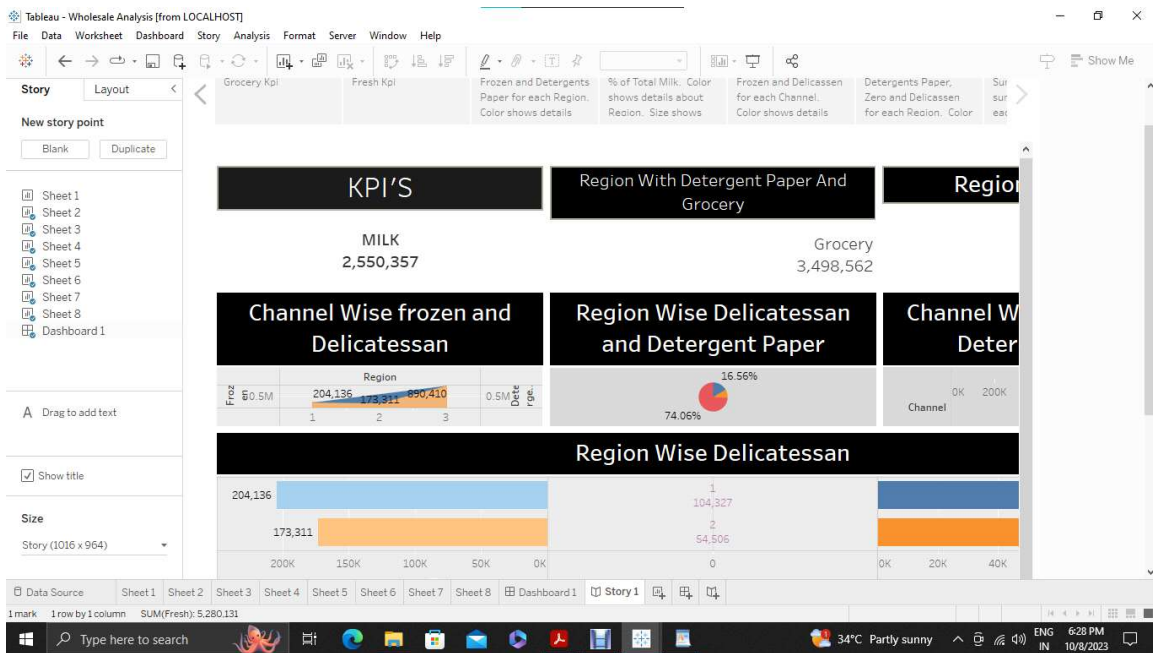 Tableau - Wholesale Analysis [from LOCALHOST]
File Data Worksheet Dashboard Story Analysis Format Server Window Help
Show Me
Story Layout
New story point
Blank Duplicate
Sheet 1
Sheet 2
Sheet 3
Sheet 4
Sheet 5
Sheet 6
Sheet 7
Sheet 8
Dashboard 1
A Drag to add text
Show title
Size
Story (1016 x 964)
Grocery Kpi
Fresh Kpi
Frozen and Detergents
Paper for each Region.
Color shows details
% of Total Milk. Color
shows details about
Region. Size shows
Frozen and Delicassen
for each Channel.
Color shows details
Detergents Paper,
Zero and Delicassen
for each Region. Color
KPI'S
Region With Detergent Paper And
Grocery
Region
MILK
2,550,357
Grocery
3,498,562
Channel Wise frozen and
Delicatessan
Region Wise Delicatessan
and Detergent Paper
Channel W
Deter
Region
Froz
en
0.5M
204,136
173,311
890,410
0.5M
Dete
rge..
1 2 3
16.56%
74.06%
0K 200K
Channel
Region Wise Delicatessan
204,136
1
104,327
173,311
2
54,506
200K 150K 100K 50K 0K
0
0K 20K 40K
Data Source Sheet 1 Sheet 2 Sheet 3 Sheet 4 Sheet 5 Sheet 6 Sheet 7 Sheet 8 Dashboard 1 Story 1
1 mark 1 row by 1 column SUM(Fresh): 5,280,131
Type here to search
34°C Partly sunny
ENG
IN
6:28 PM
10/8/2023